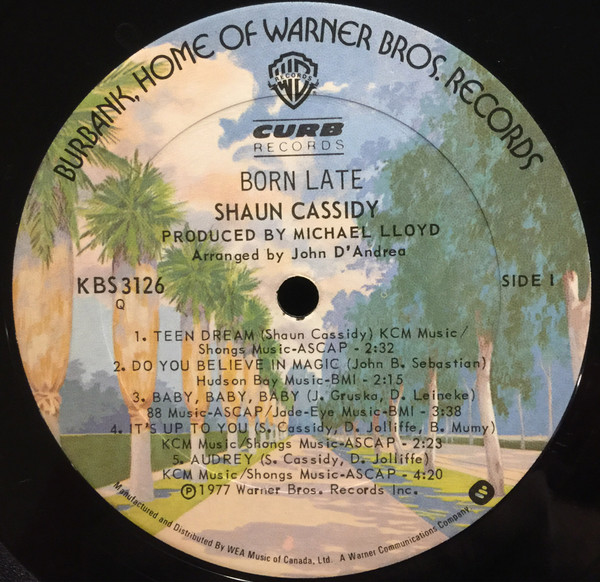 BURBANK, HOME OF WARNER BROS. RECORDS
RECORDS
CURB
RECORDS
BORN LATE
SHAUN CASSIDY
PRODUCED BY MICHAEL LLOYD
Arranged by John D'Andrea
KBS 3126
Q
SIDE 1
1. TEEN DREAM (Shaun Cassidy) KCM Music/
Shongs Music-ASCAP - 2:32
2. DO YOU BELIEVE IN MAGIC (John B. Sebastian)
Hudson Bay Music-BMI - 2:15
3. BABY, BABY, BABY (J. Gruska, D. Leineke)
88 Music-ASCAP/Jade-Eye Music-BMI - 3:38
4. IT'S UP TO YOU (S. Cassidy, D. Jolliffe, B. Mumy)
KCM Music/Shongs Music-ASCAP - 2:23
5. AUDREY (S. Cassidy, D. Jolliffe)
KCM Music/Shongs Music-ASCAP - 4:20
Ⓟ 1977 Warner Bros. Records Inc.
Manufactured and Distributed By WEA Music of Canada, Ltd. A Warner Communications Company